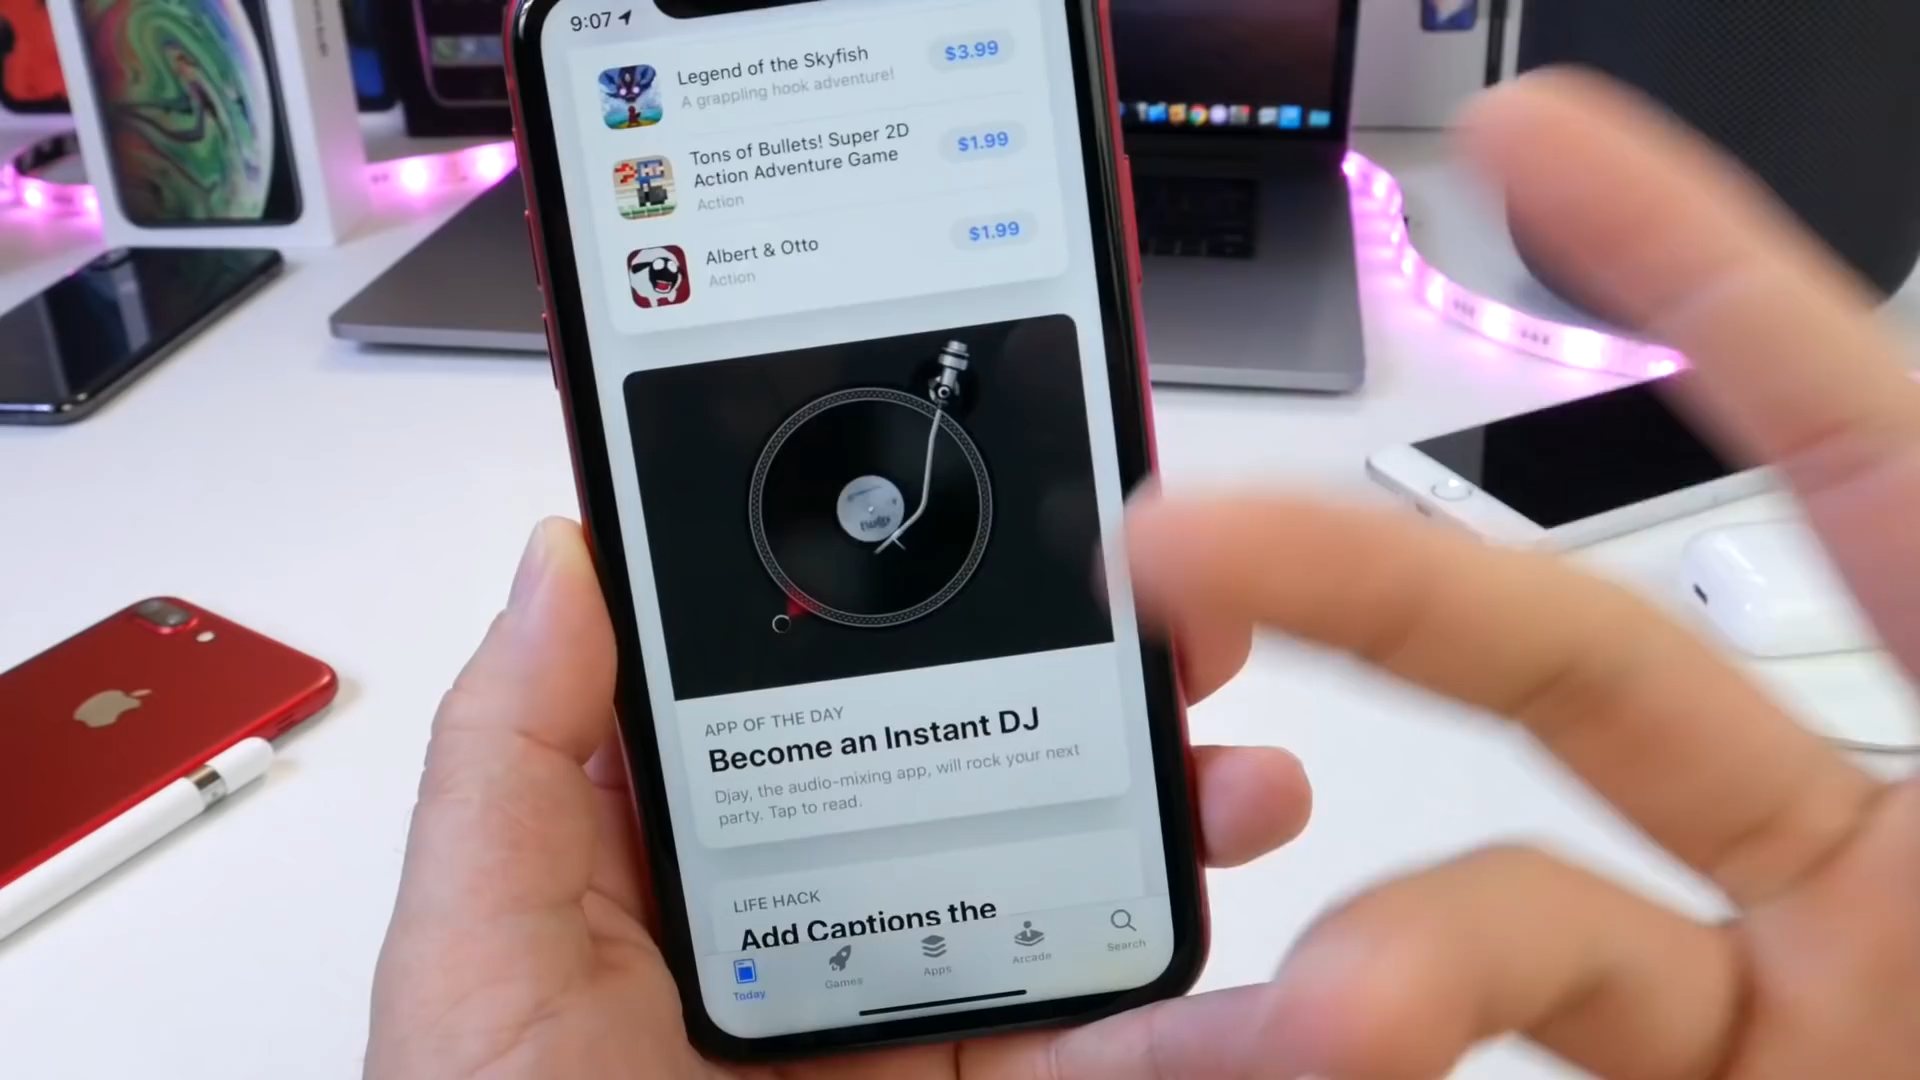 9:07
Legend of the Skyfish
A grappling hook adventure!
$3.99
Tons of Bullets! Super 2D
Action Adventure Game
Action
$1.99
Albert & Otto
Action
$1.99
APP OF THE DAY
Become an Instant DJ
Djay, the audio-mixing app, will rock your next
party. Tap to read.
LIFE HACK
Add Captions the
Today
Games
Apps
Arcade
Search